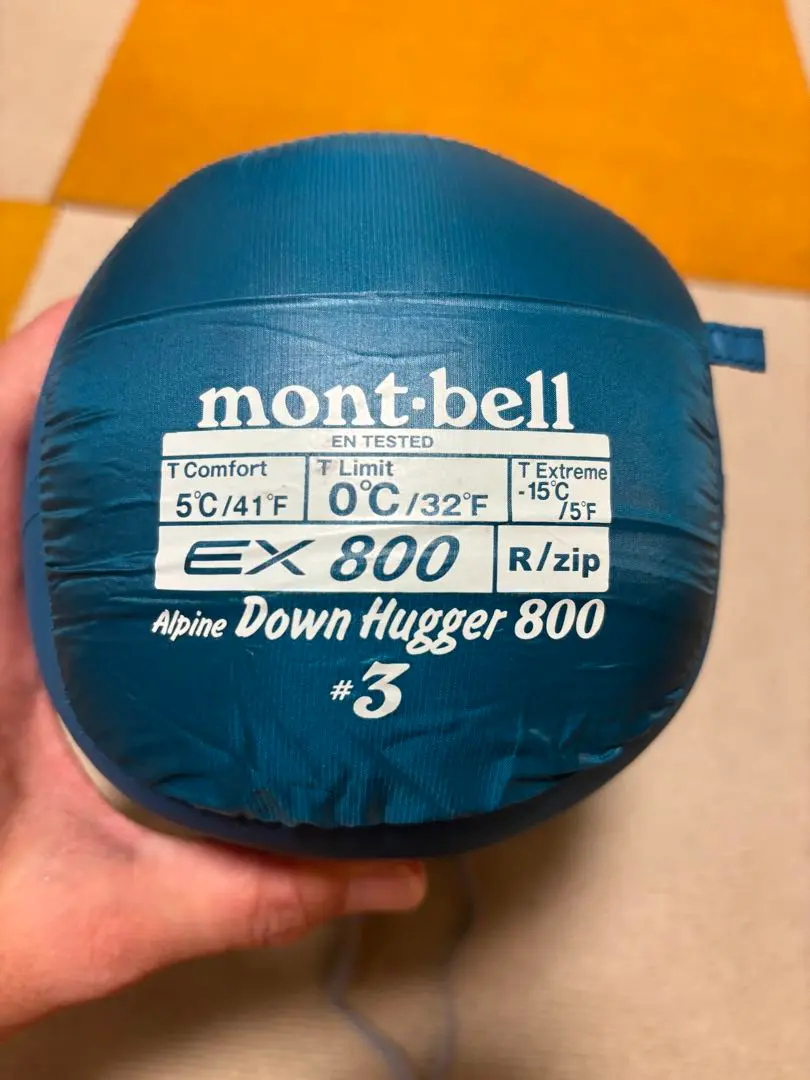 mont·bell
EN TESTED
T Comfort
5°C/41°F
T Limit
0°C/32°F
T Extreme
-15°C
/5°F
EX 800
R/zip
Alpine Down Hugger 800
#3